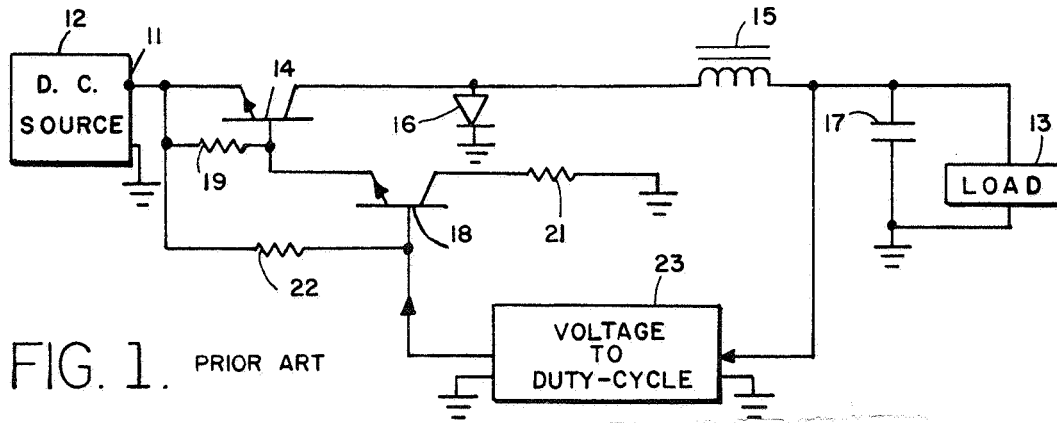 12
11
D. C.
SOURCE
14
15
16
17
13
LOAD
19
18
21
22
23
VOLTAGE
TO
DUTY-CYCLE
FIG. 1. PRIOR ART